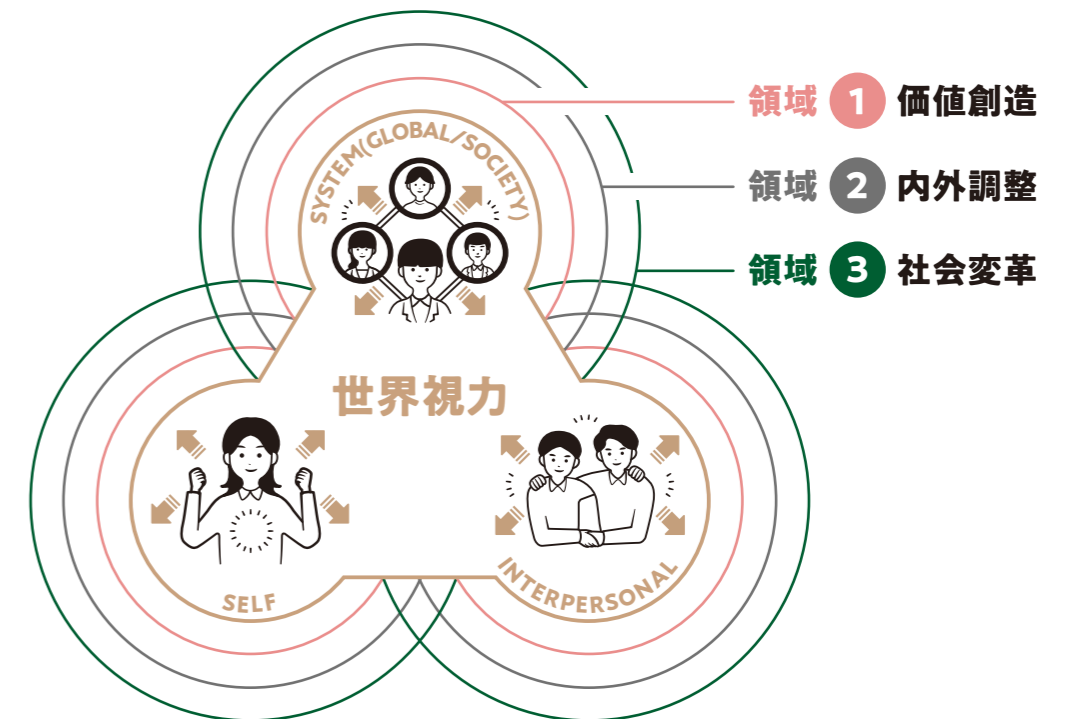 SYSTEM(GLOBAL/SOCIETY)
領域 1 価値創造
領域 2 内外調整
領域 3 社会変革
世界視力
SELF
INTERPERSONAL